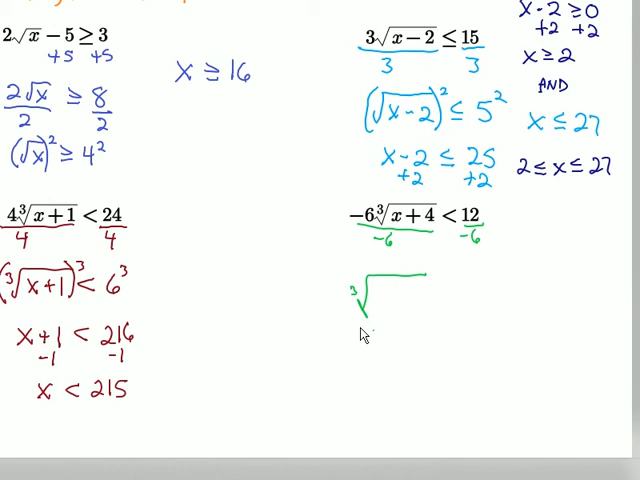 2√x − 5 ≥ 3
+5 +5
2√x ≥ 8
2 2
(√x)² ≥ 4²
x ≥ 16
3√x − 2 ≤ 15
3 3
(√x-2)² ≤ 5²
x-2 ≤ 25
+2 +2
x-2 ≥0
+2 +2
x ≥ 2
AND
x ≤ 27
2 ≤ x ≤ 27
4∛x + 1 < 24
4 4
(∛x+1)³ < 6³
x+1 < 216
-1 -1
x < 215
−6∛x + 4 < 12
-6 -6
3√